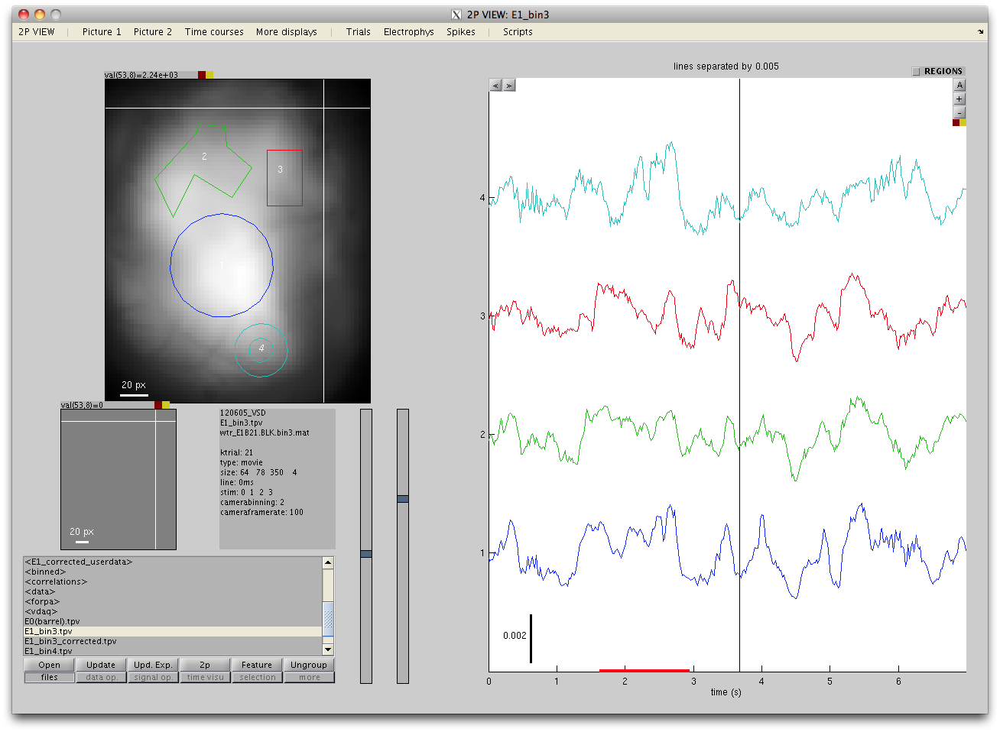 2P VIEW: E1_bin3
2P VIEW | Picture 1 Picture 2 Time courses More displays | Trials Electrophys Spikes | Scripts
val(53,8)=2.24e+03
2
3
1
4
20 px
val(53,8)=0
20 px
120605_VSD
E1_bin3.tpv
wtr_E1B21.BLK.bin3.mat
ktrial: 21
type: movie
size: 64 78 350 4
line: 0ms
stim: 0 1 2 3
camerabinning: 2
cameraframerate: 100
<E1_corrected_userdata>
<binned>
<correlations>
<data>
<forpa>
<vdaq>
E0(barrel).tpv
E1_bin3.tpv
E1_bin3_corrected.tpv
E1_bin4.tpv
Open Update Upd. Exp. 2p Feature Ungroup
files data op. signal op. time visu selection more
lines separated by 0.005
REGIONS
< >
A
+
-
4
3
2
1
0.002
0 1 2 3 4 5 6
time (s)